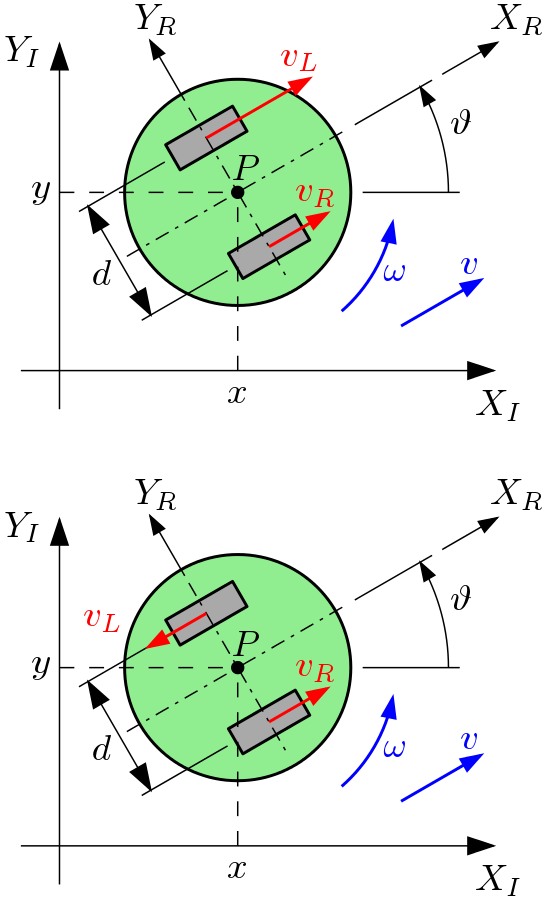 Y_R
X_R
Y_I
v_L
ϑ
P
y
v_R
ω
v
d
x
X_I
Y_R
X_R
Y_I
ϑ
v_L
P
y
v_R
ω
v
d
x
X_I